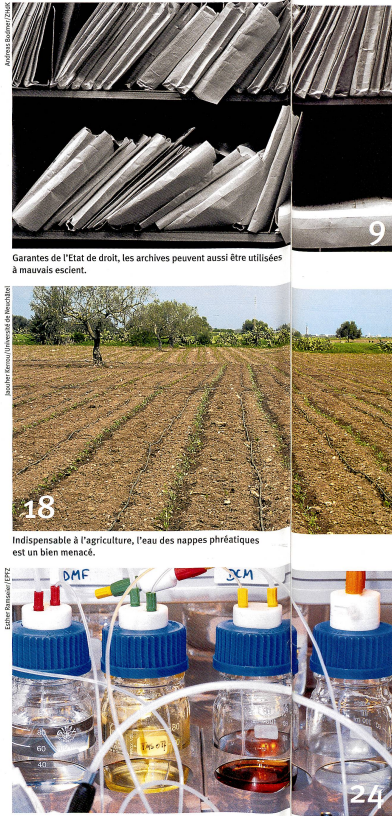 Andreas Bodmer/ZHdK
9
Garantes de l'Etat de droit, les archives peuvent aussi être utilisées
à mauvais escient.
Jaouher Kerrou/Université de Neuchâtel
18
Indispensable à l'agriculture, l'eau des nappes phréatiques
est un bien menacé.
Esther Ramseier/EPFZ
DMF
DCM
80
60
40
24